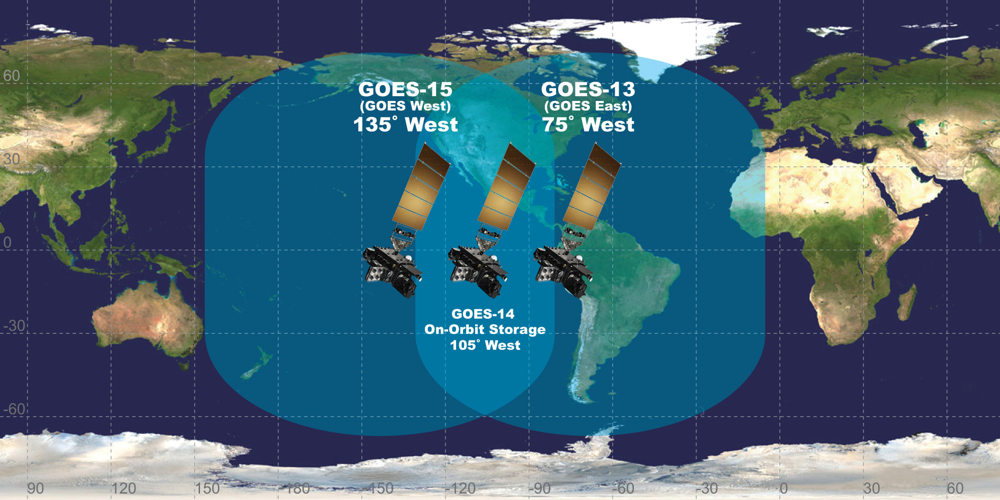 GOES-15
(GOES West)
135° West
GOES-13
(GOES East)
75° West
GOES-14
On-Orbit Storage
105° West
60
30
0
-30
-60
90
120
150
-180
-150
-120
-90
-60
-30
0
30
60